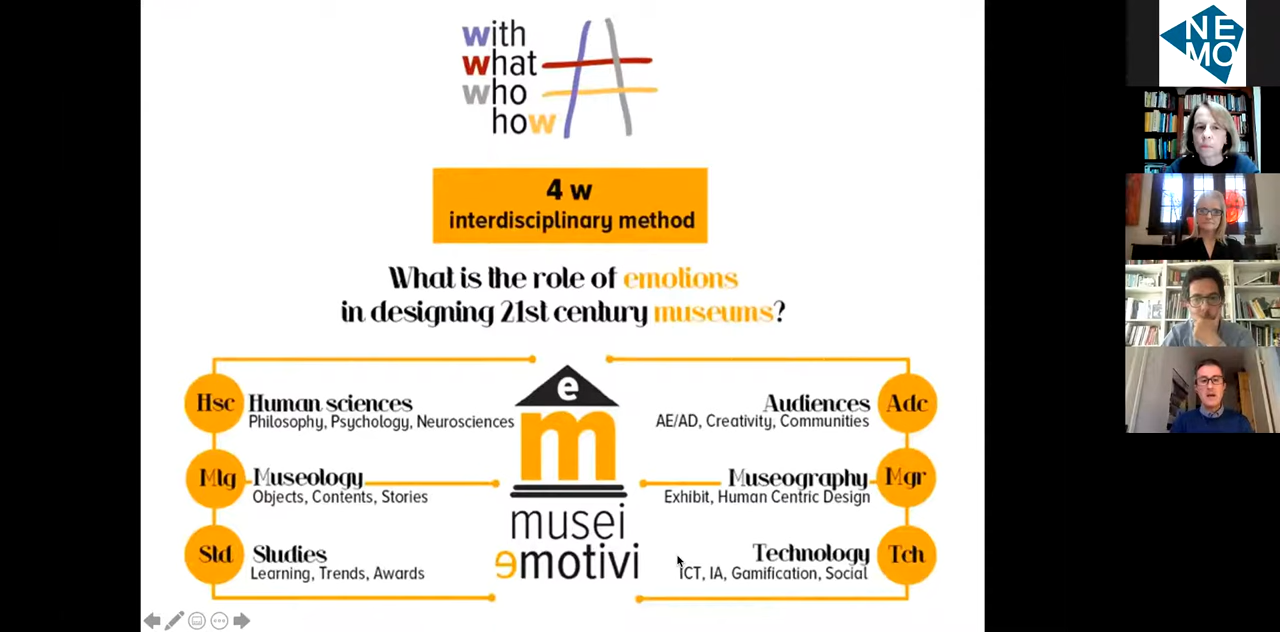 with
what
who
how
4 w
interdisciplinary method
What is the role of emotions
in designing 21st century museums?
Hsc
Human sciences
Philosophy, Psychology, Neurosciences
Mlg
Museology
Objects, Contents, Stories
Std
Studies
Learning, Trends, Awards
e
m
musei
emotivi
Audiences
Adc
AE/AD, Creativity, Communities
Museography
Mgr
Exhibit, Human Centric Design
Technology
Tch
ICT, IA, Gamification, Social
NE
MO